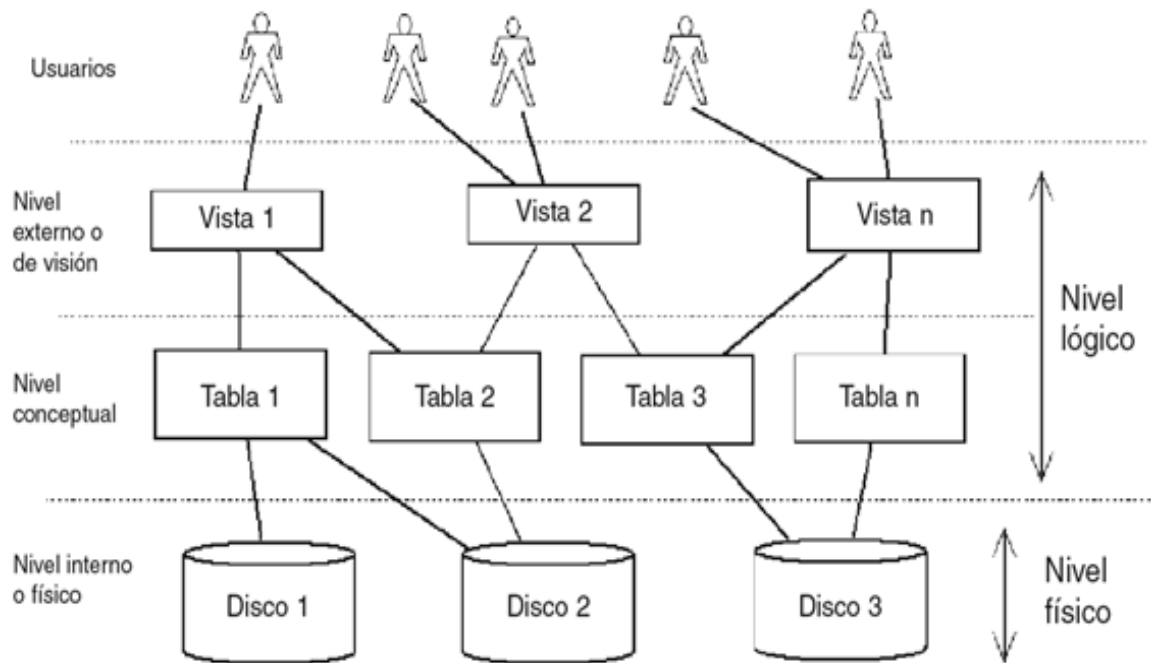 Usuarios
Nivel
externo o
de visión
Vista 1
Vista 2
Vista n
Nivel
lógico
Nivel
conceptual
Tabla 1
Tabla 2
Tabla 3
Tabla n
Nivel interno
o físico
Disco 1
Disco 2
Disco 3
Nivel
físico